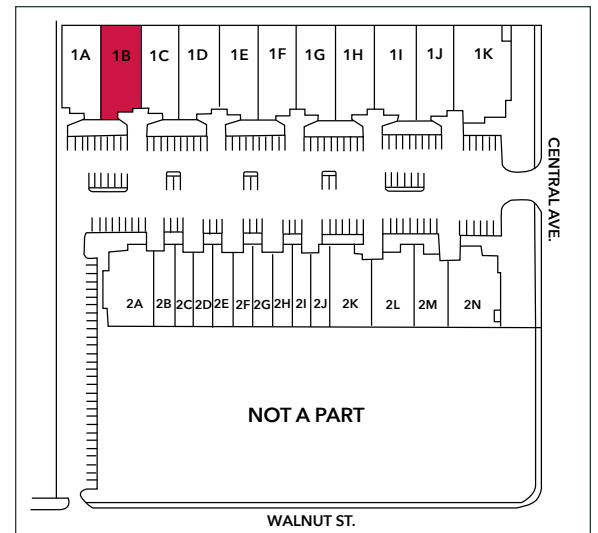 1A 1B 1C 1D 1E 1F 1G 1H 1I 1J 1K
CENTRAL AVE.
2A 2B 2C 2D 2E 2F 2G 2H 2I 2J 2K 2L 2M 2N
NOT A PART
WALNUT ST.